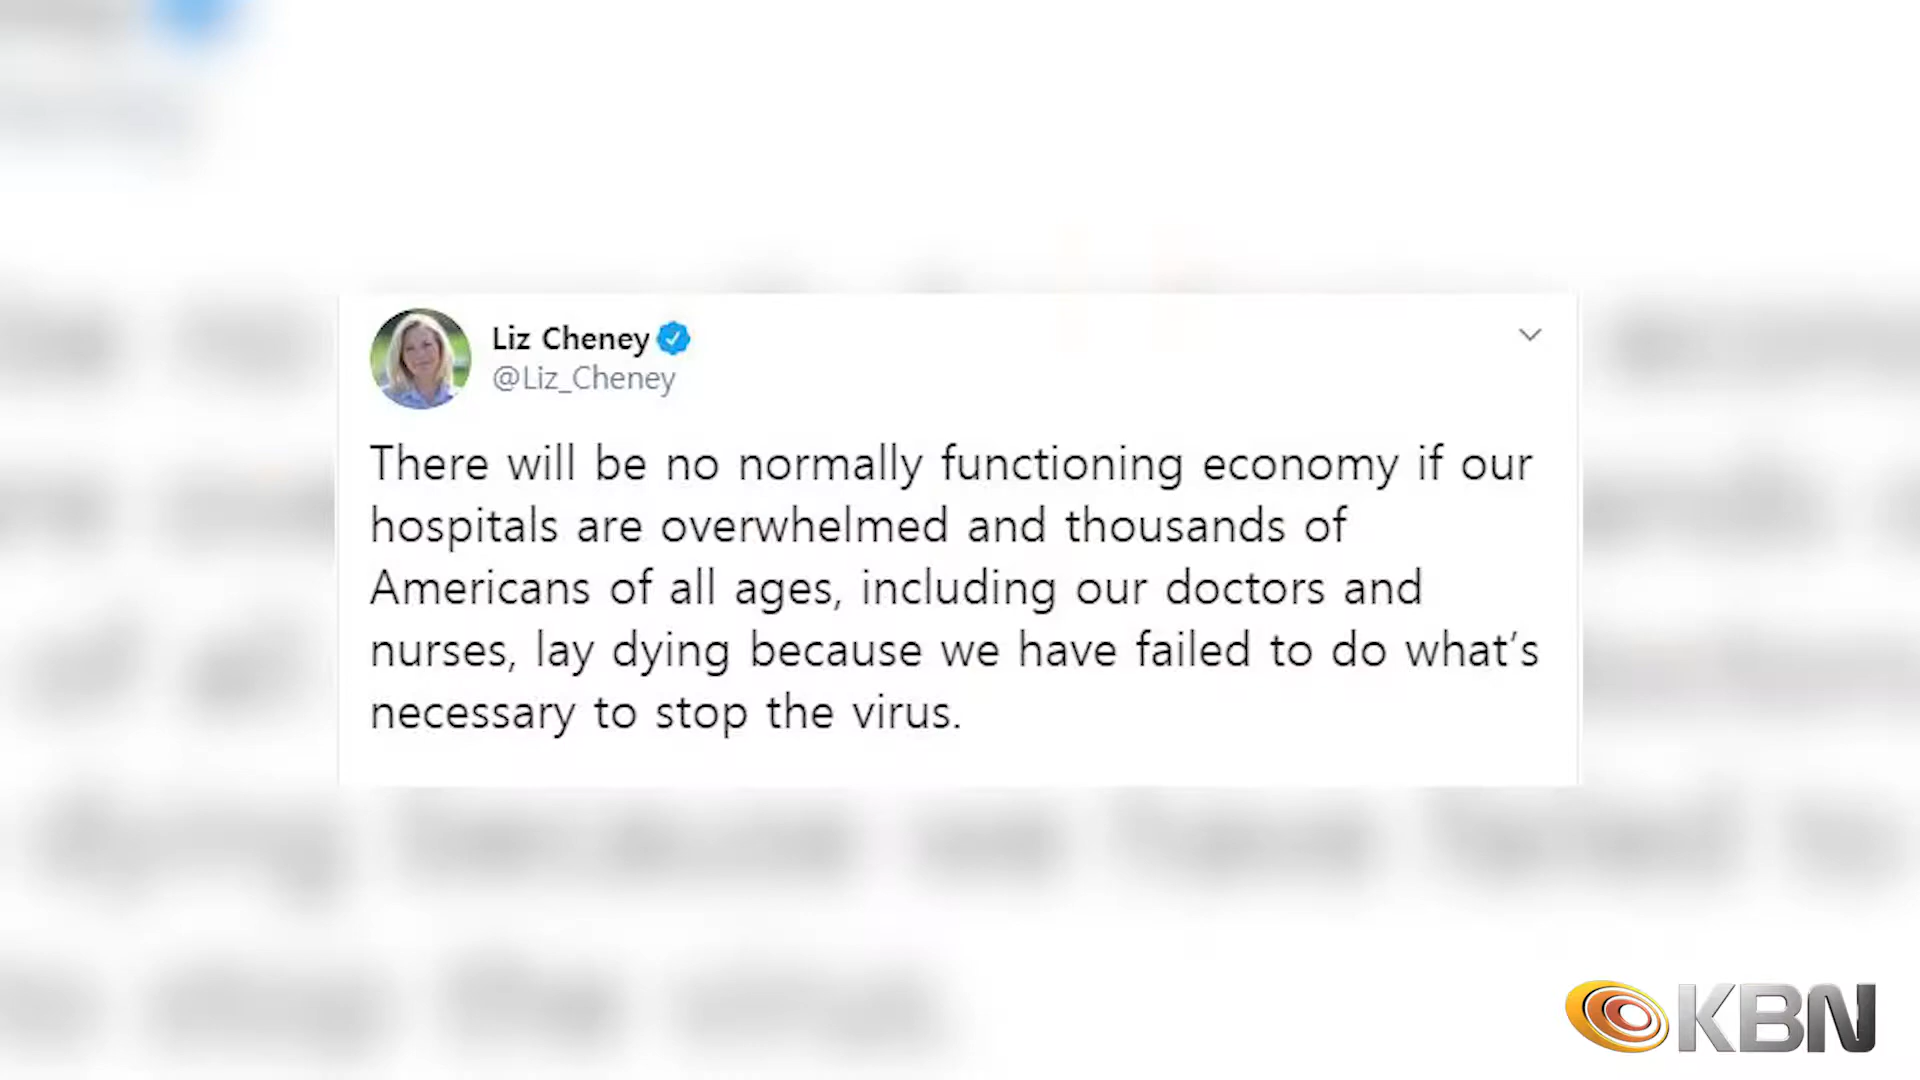 Liz Cheney
@Liz_Cheney
There will be no normally functioning economy if our
hospitals are overwhelmed and thousands of
Americans of all ages, including our doctors and
nurses, lay dying because we have failed to do what's
necessary to stop the virus.
KBN